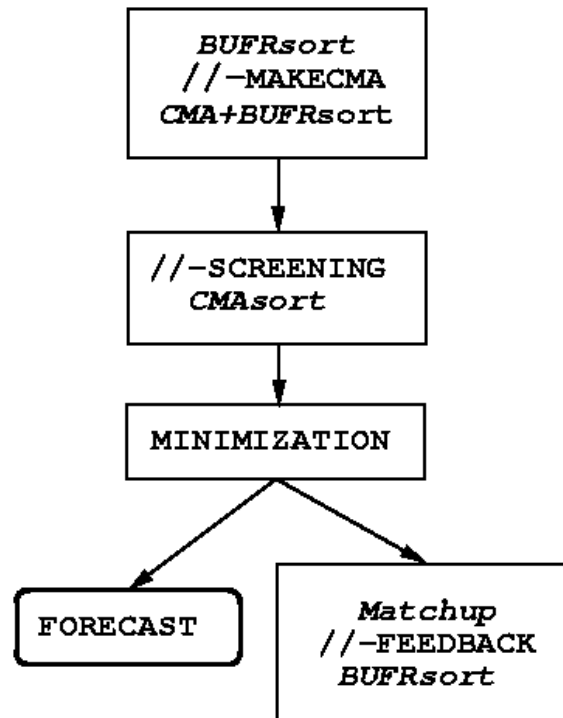 BUFRsort
//-MAKECMA
CMA+BUFRsort
//-SCREENING
CMAsort
MINIMIZATION
FORECAST
Matchup
//-FEEDBACK
BUFRsort